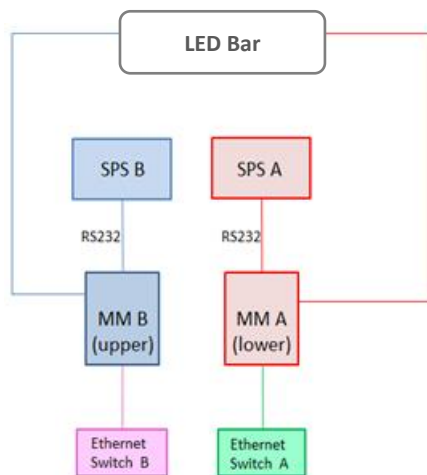 LED Bar
SPS B
SPS A
RS232
RS232
MM B
(upper)
MM A
(lower)
Ethernet
Switch B
Ethernet
Switch A